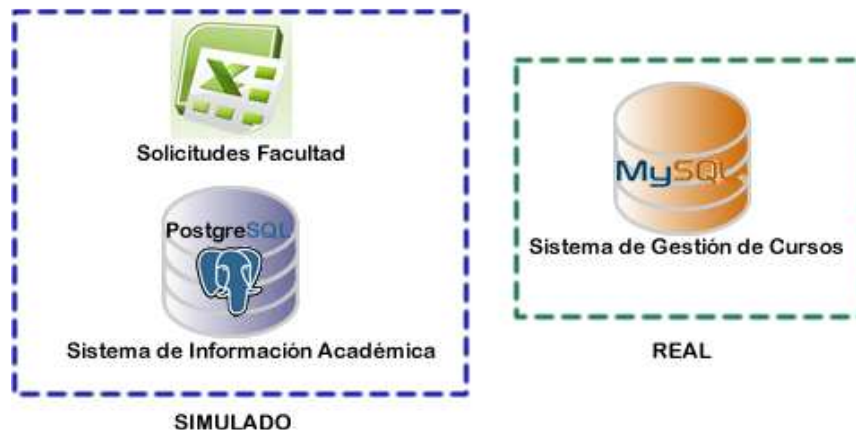 Solicitudes Facultad
PostgreSQL
Sistema de Información Académica
SIMULADO
MySQL
Sistema de Gestión de Cursos
REAL